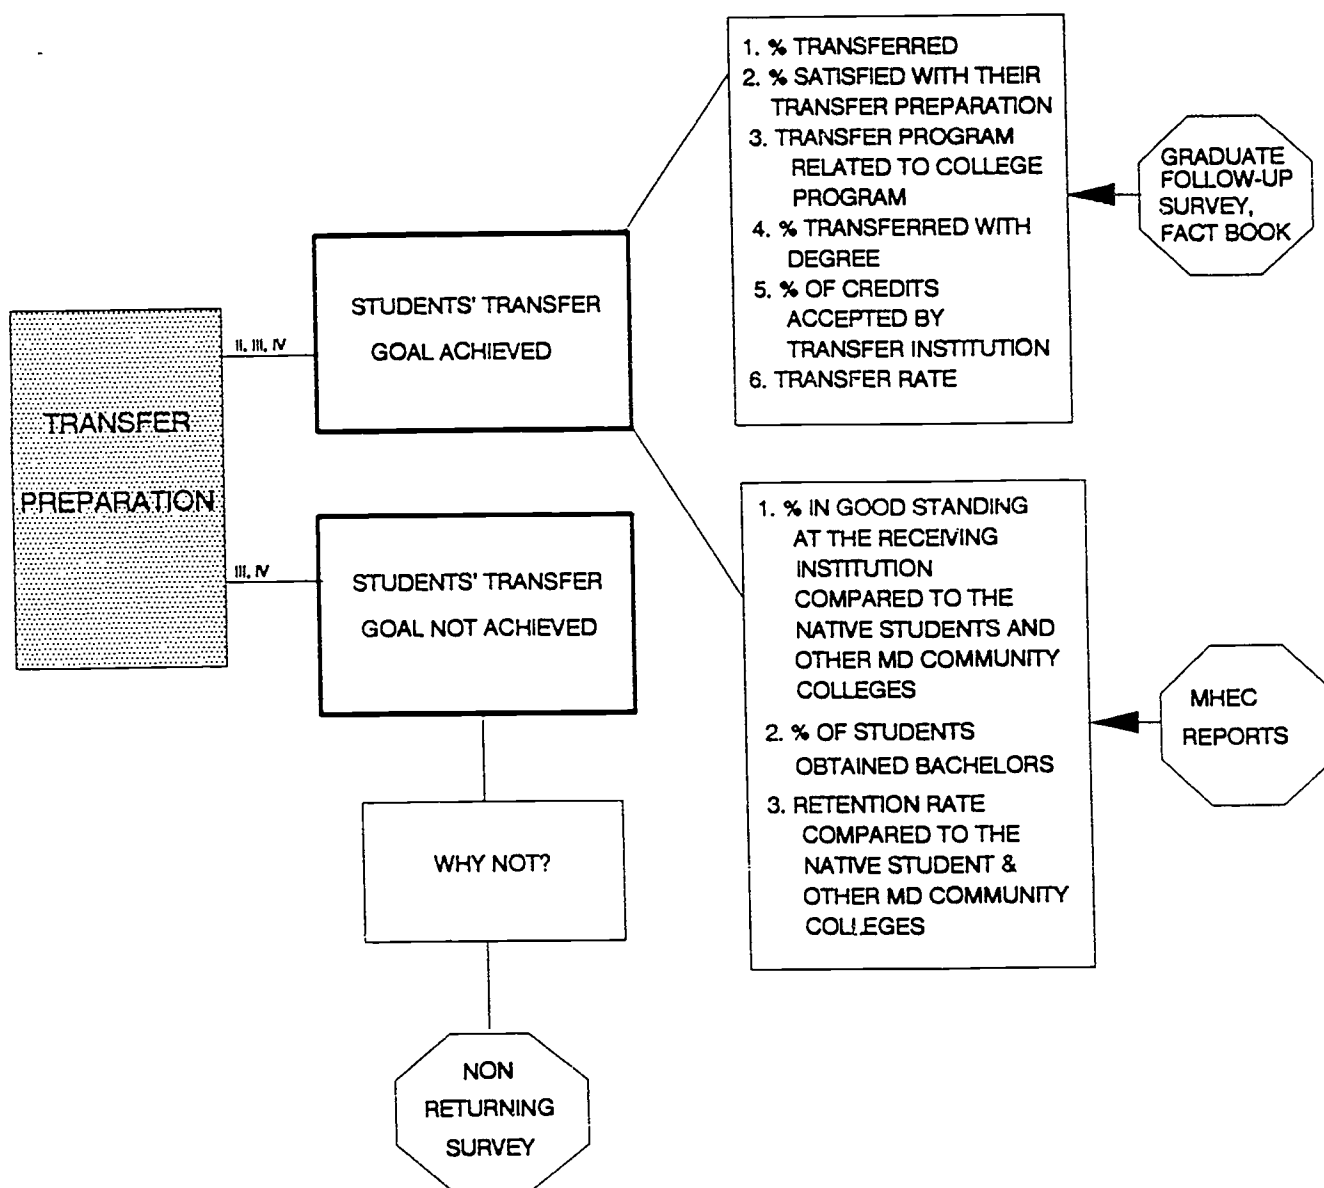 TRANSFER
PREPARATION
II, III, IV
STUDENTS' TRANSFER
GOAL ACHIEVED
1. % TRANSFERRED
2. % SATISFIED WITH THEIR
TRANSFER PREPARATION
3. TRANSFER PROGRAM
RELATED TO COLLEGE
PROGRAM
4. % TRANSFERRED WITH
DEGREE
5. % OF CREDITS
ACCEPTED BY
TRANSFER INSTITUTION
6. TRANSFER RATE
GRADUATE
FOLLOW-UP
SURVEY,
FACT BOOK
III, IV
STUDENTS' TRANSFER
GOAL NOT ACHIEVED
1. % IN GOOD STANDING
AT THE RECEIVING
INSTITUTION
COMPARED TO THE
NATIVE STUDENTS AND
OTHER MD COMMUNITY
COLLEGES
2. % OF STUDENTS
OBTAINED BACHELORS
3. RETENTION RATE
COMPARED TO THE
NATIVE STUDENT &
OTHER MD COMMUNITY
COLLEGES
MHEC
REPORTS
WHY NOT?
NON
RETURNING
SURVEY